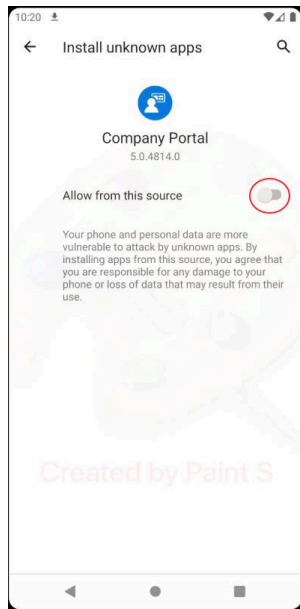 10:20
Install unknown apps
Company Portal
5.0.4814.0
Allow from this source
Your phone and personal data are more
vulnerable to attack by unknown apps. By
installing apps from this source, you agree that
you are responsible for any damage to your
phone or loss of data that may result from their
use.
Created by Paint S